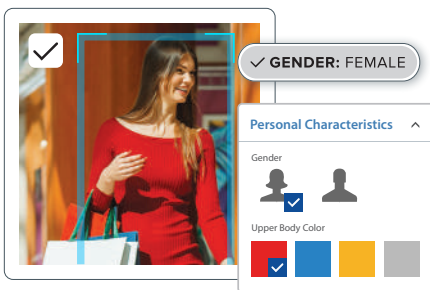 GENDER: FEMALE
Personal Characteristics
Gender
Upper Body Color